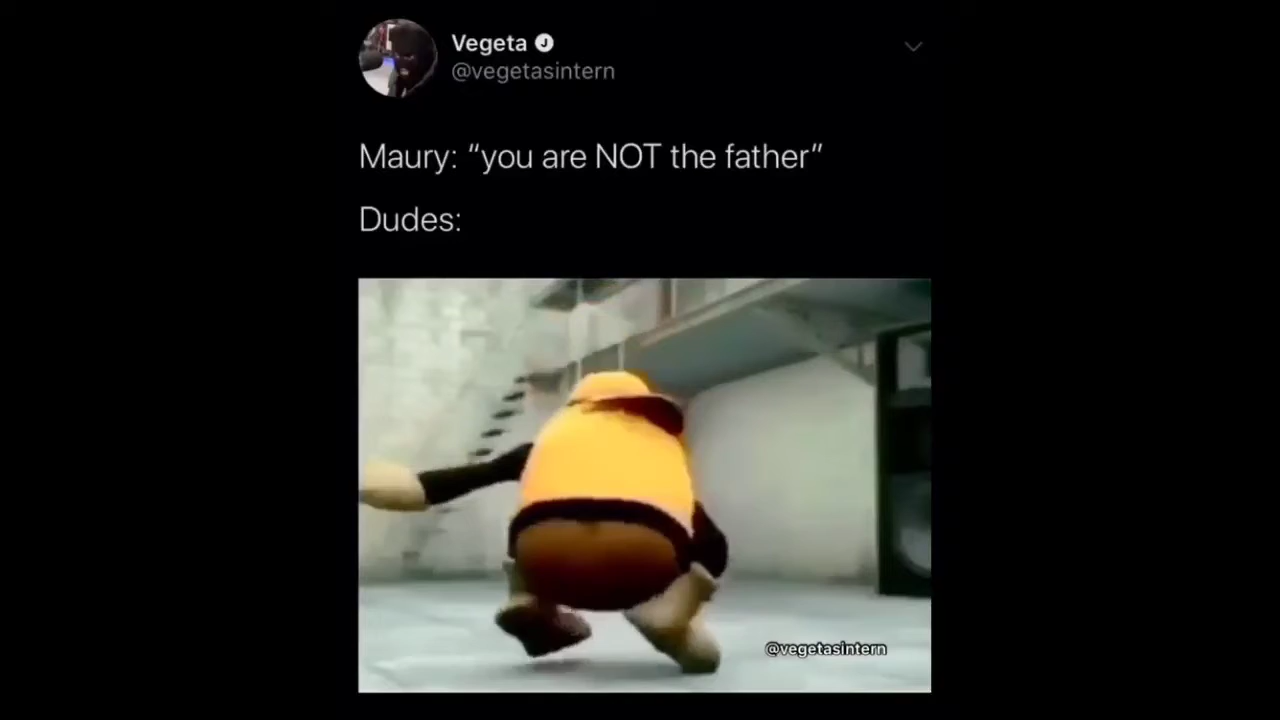 Vegeta
@vegetasintern
Maury: “you are NOT the father”
Dudes:
@vegetasintern